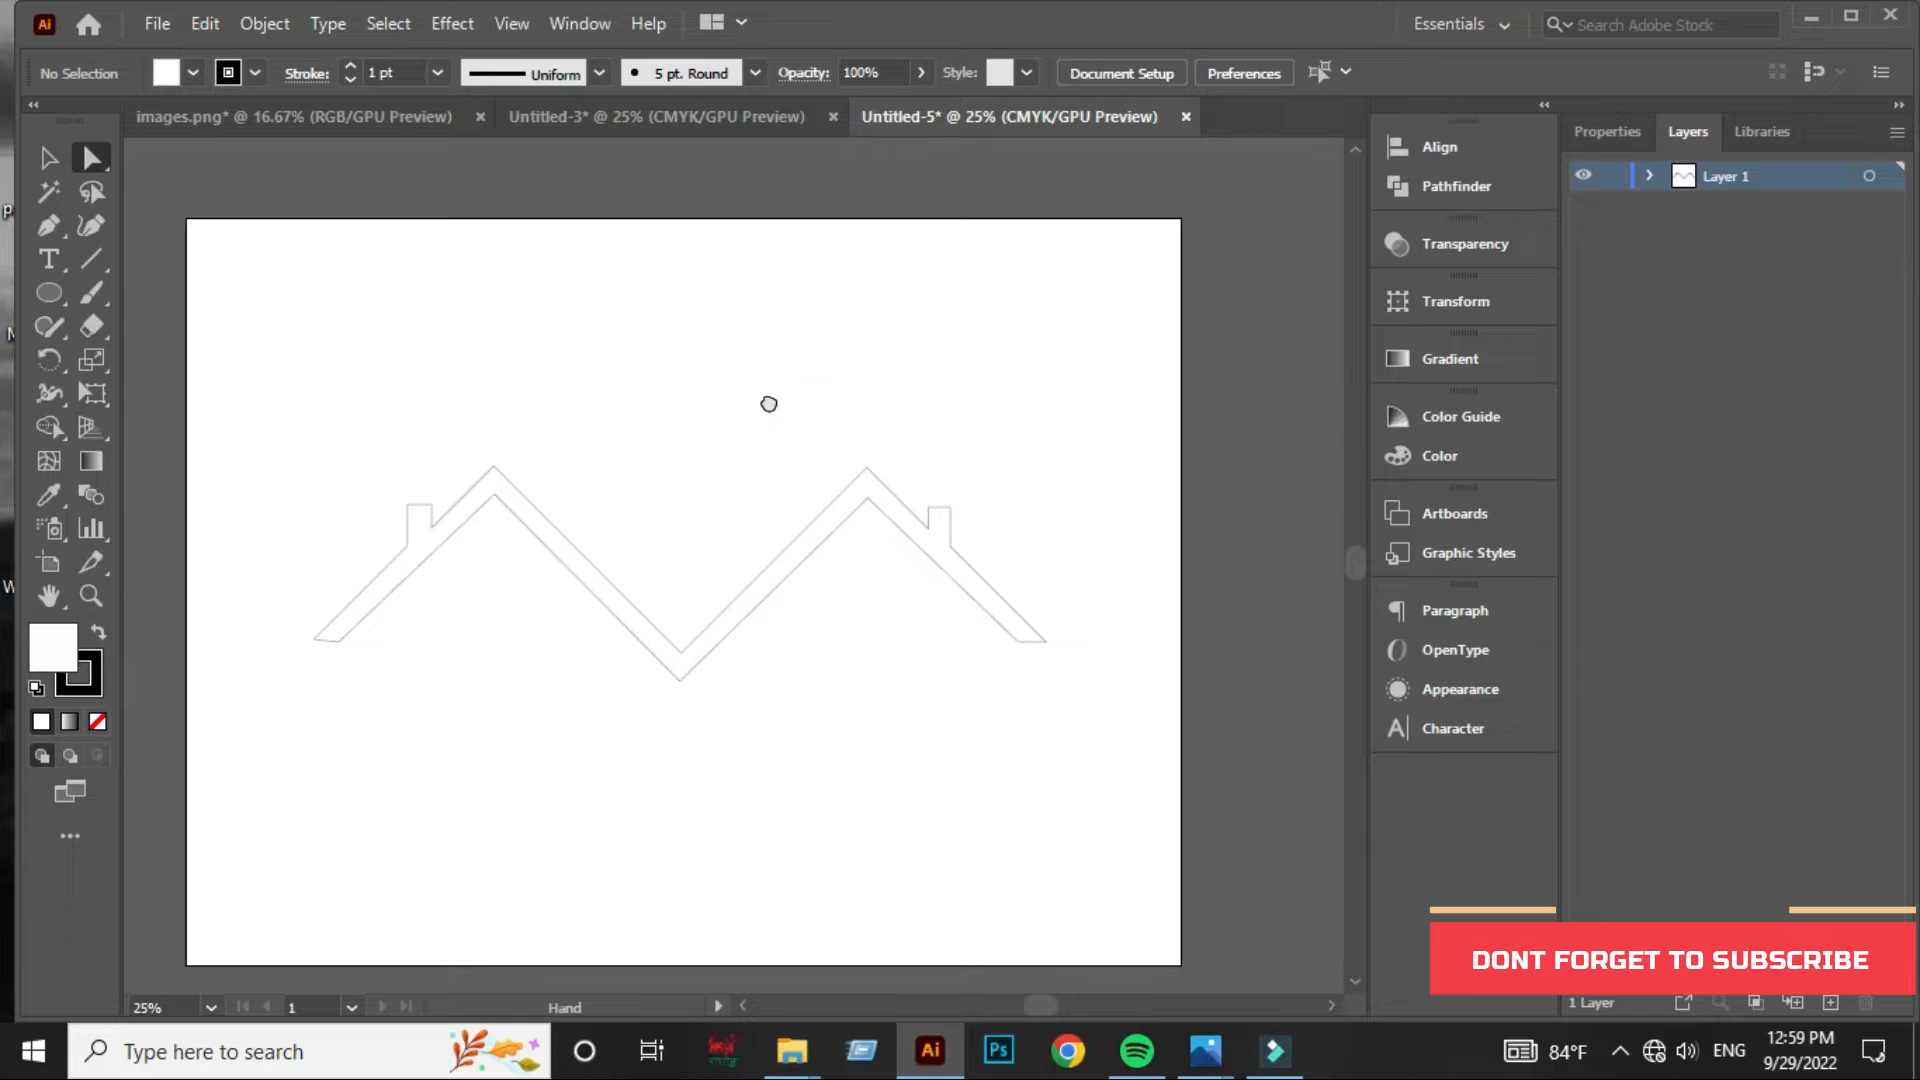 Ai File Edit Object Type Select Effect View Window Help Essentials Search Adobe Stock
No Selection Stroke: 1 pt Uniform 5 pt. Round Opacity: 100% Style: Document Setup Preferences
images.png* @ 16.67% (RGB/GPU Preview) Untitled-3* @ 25% (CMYK/GPU Preview) Untitled-5* @ 25% (CMYK/GPU Preview)
Properties Layers Libraries
Layer 1
Align
Pathfinder
Transparency
Transform
Gradient
Color Guide
Color
Artboards
Graphic Styles
Paragraph
OpenType
Appearance
Character
DONT FORGET TO SUBSCRIBE
25% 1 Hand
1 Layer
Type here to search
Ai
Ps
84°F
ENG
12:59 PM
9/29/2022